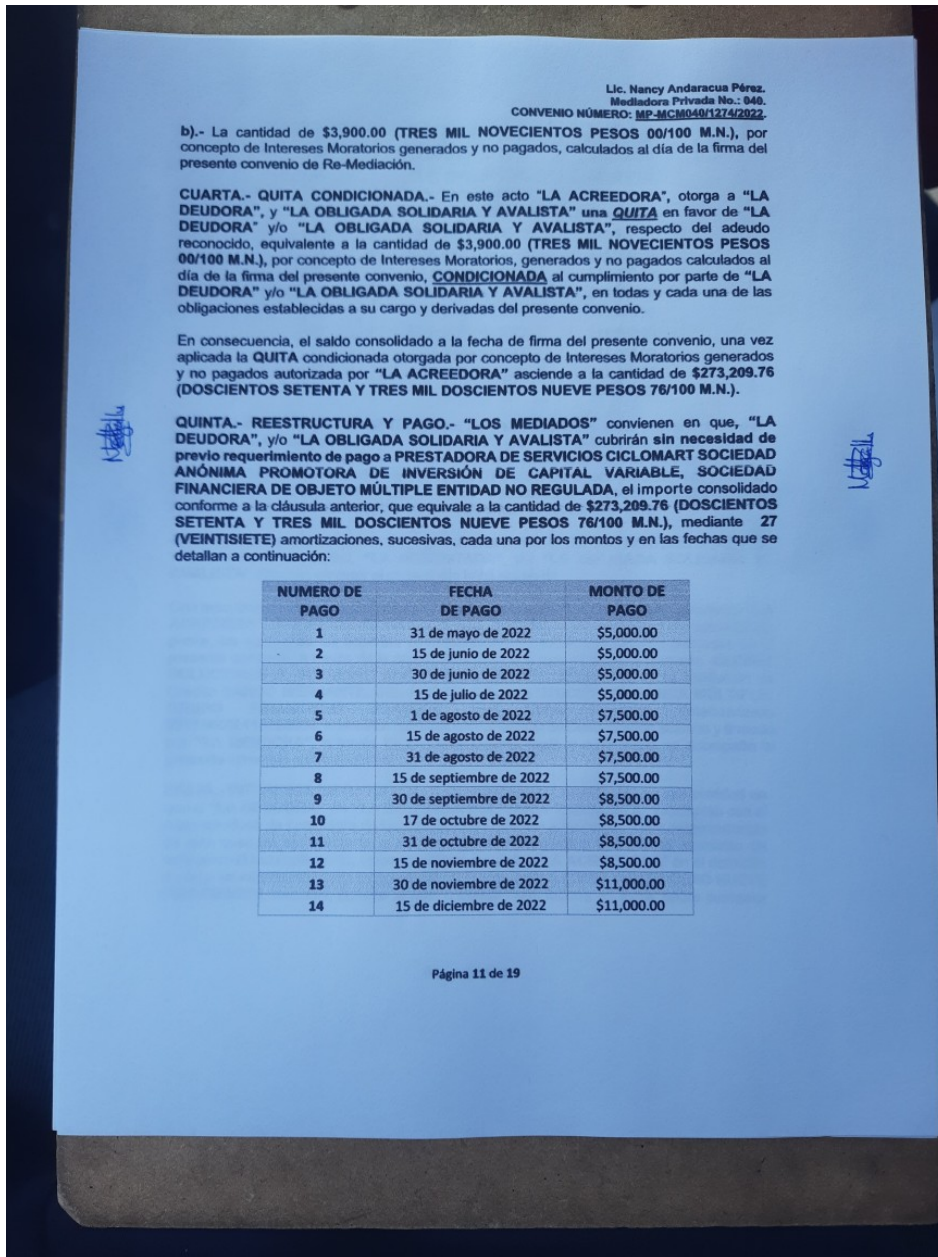 Lic. Nancy Andaracua Pérez.
Mediadora Privada No.: 040.
CONVENIO NÚMERO: MP-MCM040/1274/2022.
b).- La cantidad de $3,900.00 (TRES MIL NOVECIENTOS PESOS 00/100 M.N.), por
concepto de Intereses Moratorios generados y no pagados, calculados al día de la firma del
presente convenio de Re-Mediación.
CUARTA.- QUITA CONDICIONADA.- En este acto "LA ACREEDORA", otorga a "LA
DEUDORA", y "LA OBLIGADA SOLIDARIA Y AVALISTA" una QUITA en favor de "LA
DEUDORA" y/o "LA OBLIGADA SOLIDARIA Y AVALISTA", respecto del adeudo
reconocido, equivalente a la cantidad de $3,900.00 (TRES MIL NOVECIENTOS PESOS
00/100 M.N.), por concepto de Intereses Moratorios, generados y no pagados calculados al
día de la firma del presente convenio, CONDICIONADA al cumplimiento por parte de "LA
DEUDORA" y/o "LA OBLIGADA SOLIDARIA Y AVALISTA", en todas y cada una de las
obligaciones establecidas a su cargo y derivadas del presente convenio.
En consecuencia, el saldo consolidado a la fecha de firma del presente convenio, una vez
aplicada la QUITA condicionada otorgada por concepto de Intereses Moratorios generados
y no pagados autorizada por "LA ACREEDORA" asciende a la cantidad de $273,209.76
(DOSCIENTOS SETENTA Y TRES MIL DOSCIENTOS NUEVE PESOS 76/100 M.N.).
QUINTA.- REESTRUCTURA Y PAGO.- "LOS MEDIADOS" convienen en que, "LA
DEUDORA", y/o "LA OBLIGADA SOLIDARIA Y AVALISTA" cubrirán sin necesidad de
previo requerimiento de pago a PRESTADORA DE SERVICIOS CICLOMART SOCIEDAD
ANÓNIMA PROMOTORA DE INVERSIÓN DE CAPITAL VARIABLE, SOCIEDAD
FINANCIERA DE OBJETO MÚLTIPLE ENTIDAD NO REGULADA, el importe consolidado
conforme a la cláusula anterior, que equivale a la cantidad de $273,209.76 (DOSCIENTOS
SETENTA Y TRES MIL DOSCIENTOS NUEVE PESOS 76/100 M.N.), mediante 27
(VEINTISIETE) amortizaciones, sucesivas, cada una por los montos y en las fechas que se
detallan a continuación:
NUMERO DE PAGO FECHA DE PAGO MONTO DE PAGO
1 31 de mayo de 2022 $5,000.00
2 15 de junio de 2022 $5,000.00
3 30 de junio de 2022 $5,000.00
4 15 de julio de 2022 $5,000.00
5 1 de agosto de 2022 $7,500.00
6 15 de agosto de 2022 $7,500.00
7 31 de agosto de 2022 $7,500.00
8 15 de septiembre de 2022 $7,500.00
9 30 de septiembre de 2022 $8,500.00
10 17 de octubre de 2022 $8,500.00
11 31 de octubre de 2022 $8,500.00
12 15 de noviembre de 2022 $8,500.00
13 30 de noviembre de 2022 $11,000.00
14 15 de diciembre de 2022 $11,000.00
Página 11 de 19